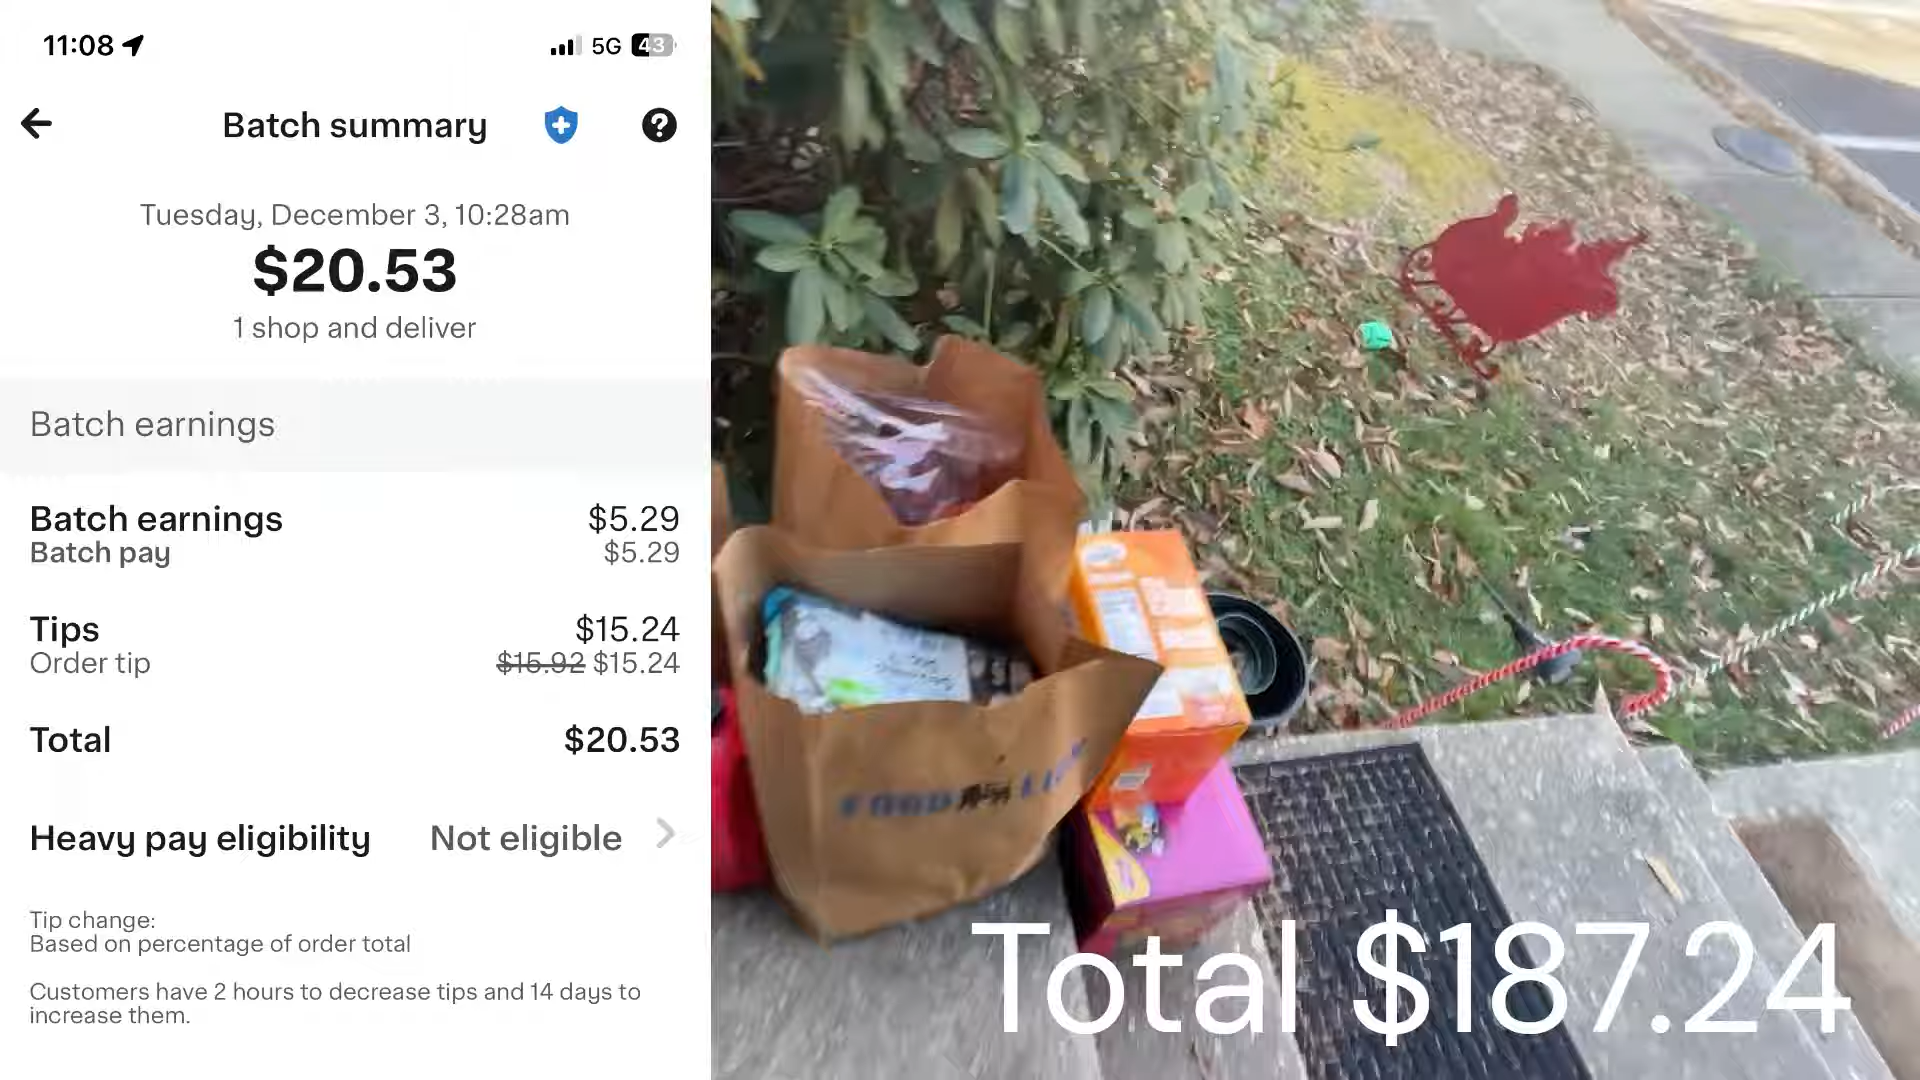 11:08
5G 43
Batch summary
Tuesday, December 3, 10:28am
$20.53
1 shop and deliver
Batch earnings
Batch earnings $5.29
Batch pay $5.29
Tips $15.24
Order tip $15.92 $15.24
Total $20.53
Heavy pay eligibility Not eligible
Tip change:
Based on percentage of order total
Customers have 2 hours to decrease tips and 14 days to
increase them.
FOOD LION
Total $187.24